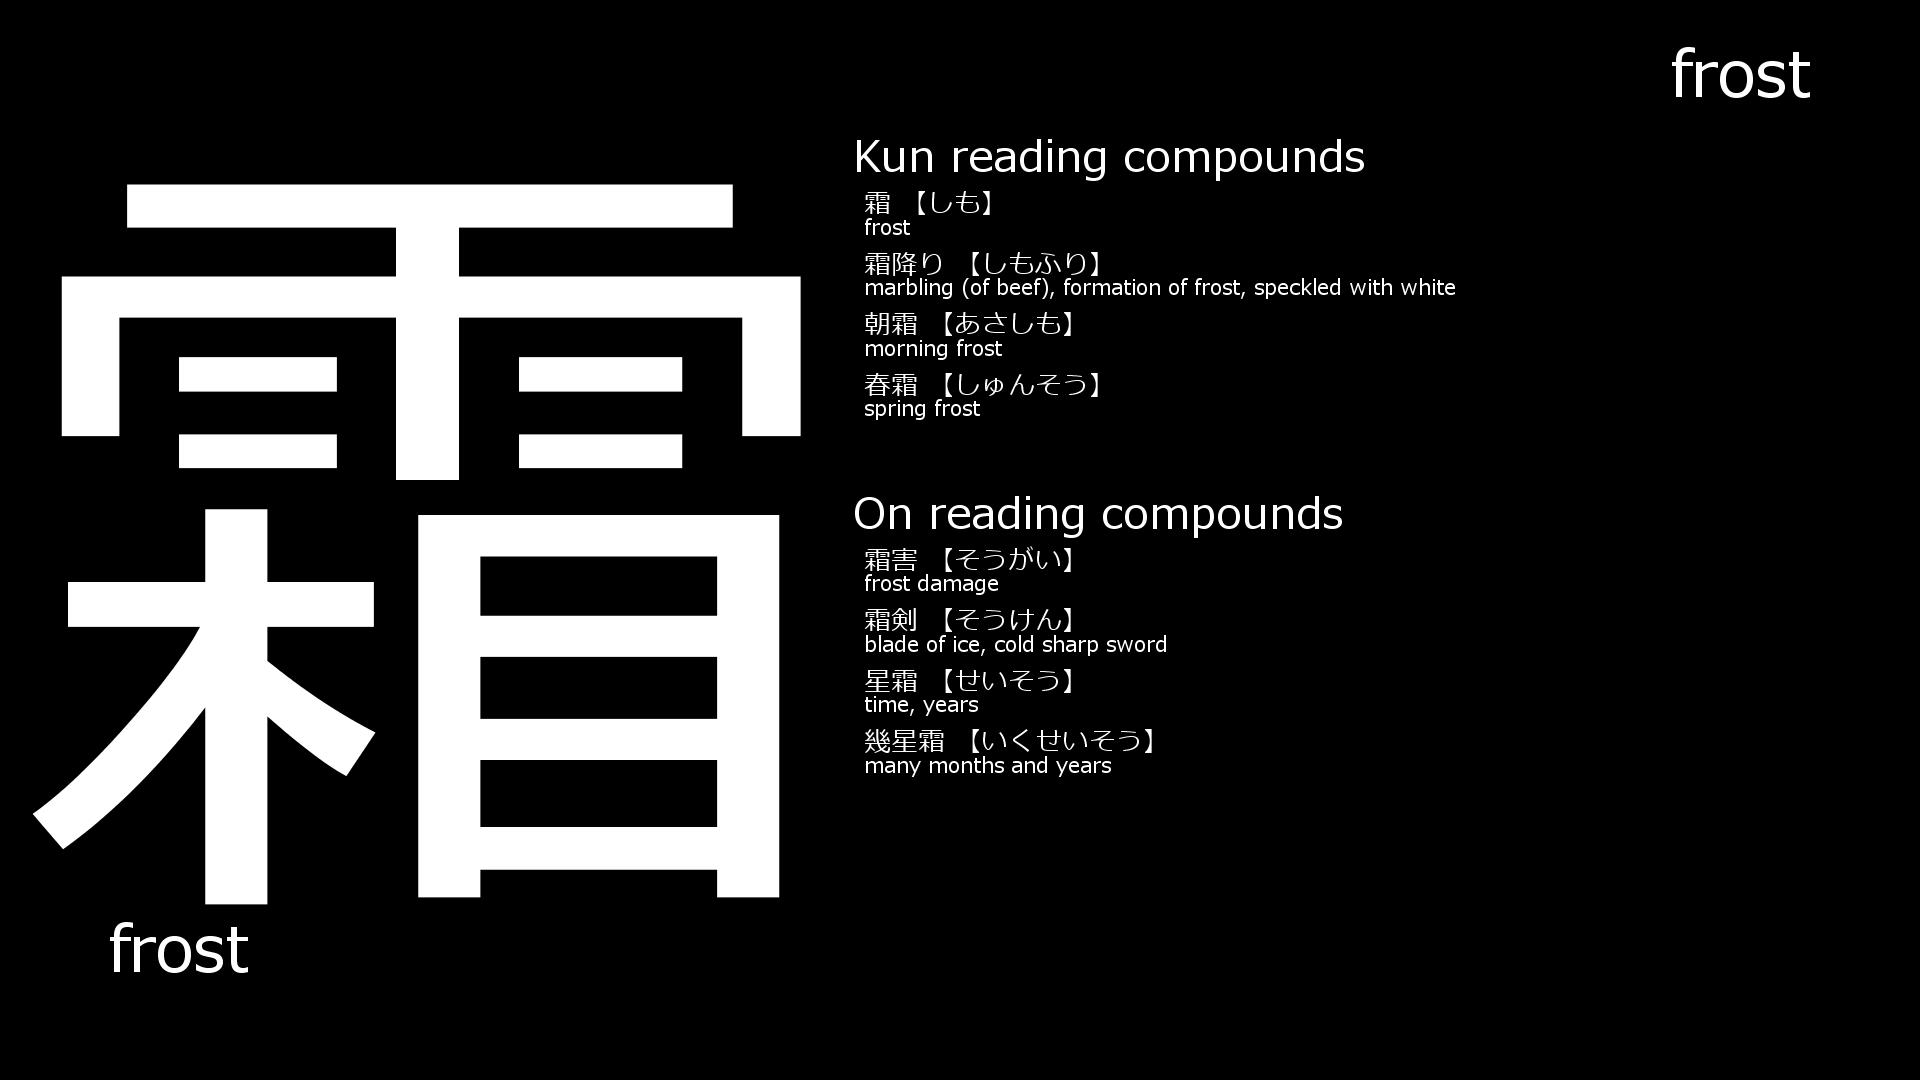 frost
霜
Kun reading compounds
霜 【しも】
frost
霜降り 【しもふり】
marbling (of beef), formation of frost, speckled with white
朝霜 【あさしも】
morning frost
春霜 【しゅんそう】
spring frost
On reading compounds
霜害 【そうがい】
frost damage
霜剣 【そうけん】
blade of ice, cold sharp sword
星霜 【せいそう】
time, years
幾星霜 【いくせいそう】
many months and years
frost